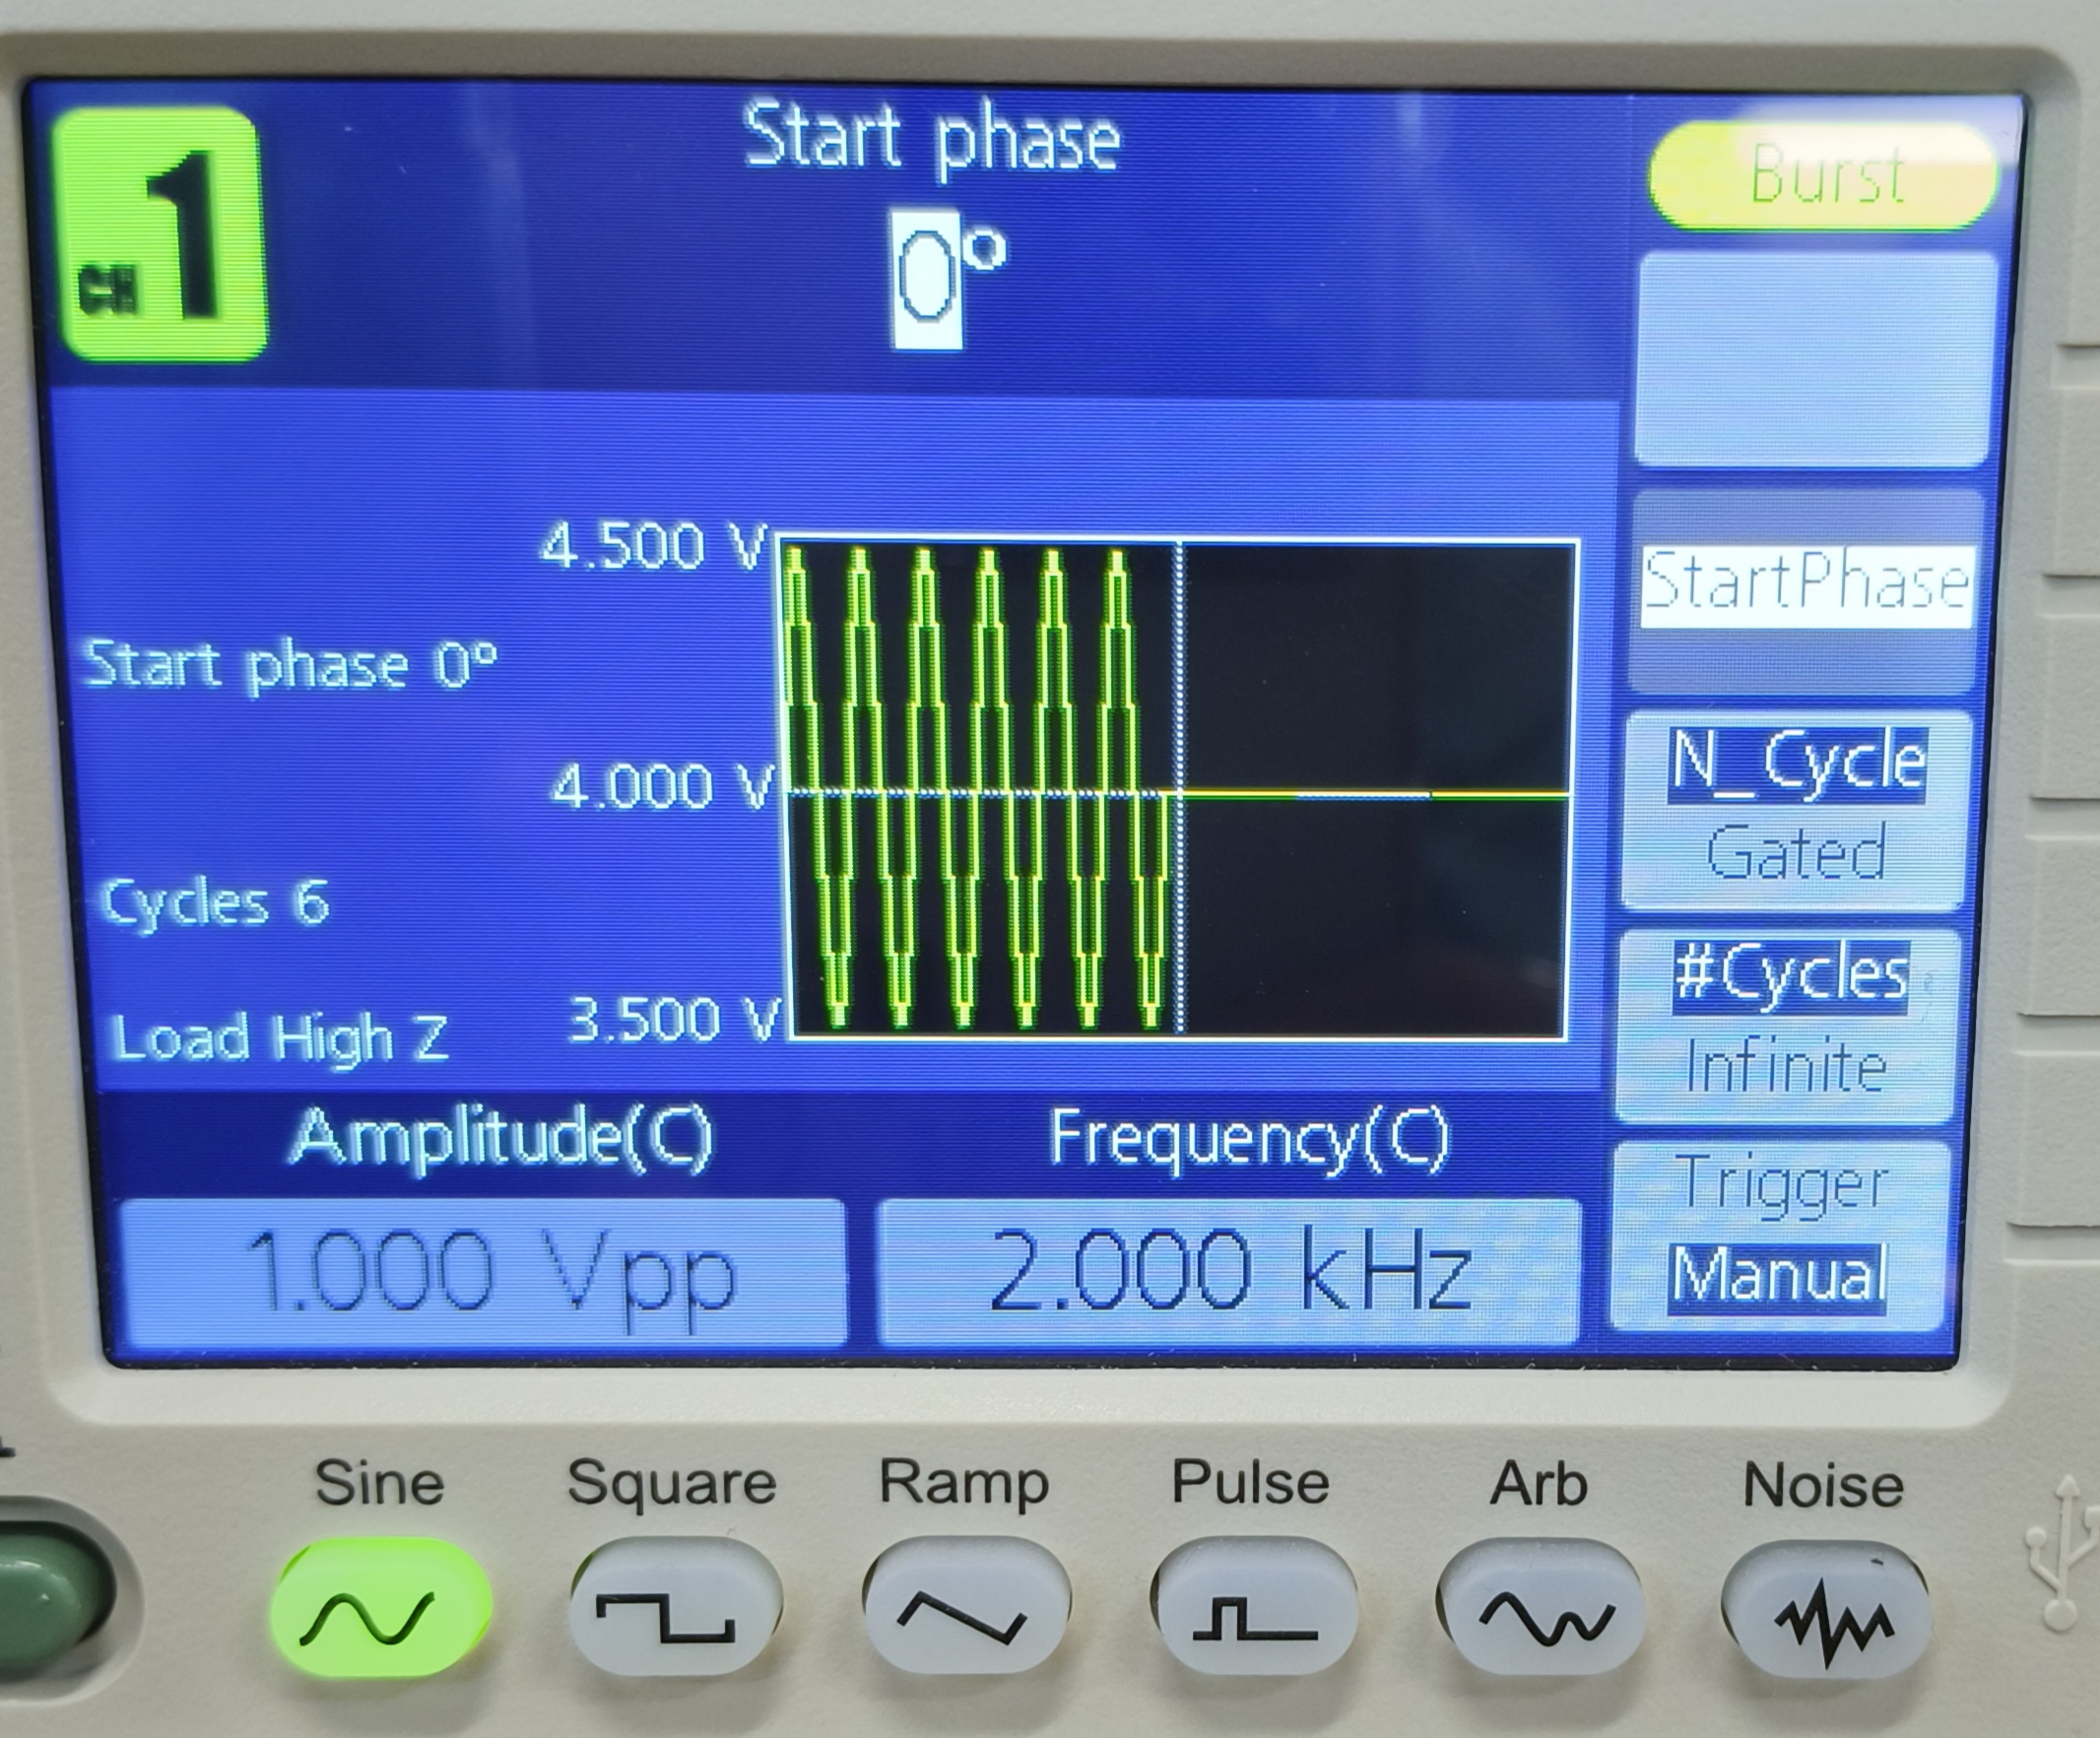 CH 1
Start phase
0°
Burst
StartPhase
N_Cycle
Gated
#Cycles
Infinite
Trigger
Manual
4.500 V
Start phase 0°
4.000 V
Cycles 6
Load High Z
3.500 V
Amplitude(C)
Frequency(C)
1.000 Vpp
2.000 kHz
Sine
Square
Ramp
Pulse
Arb
Noise